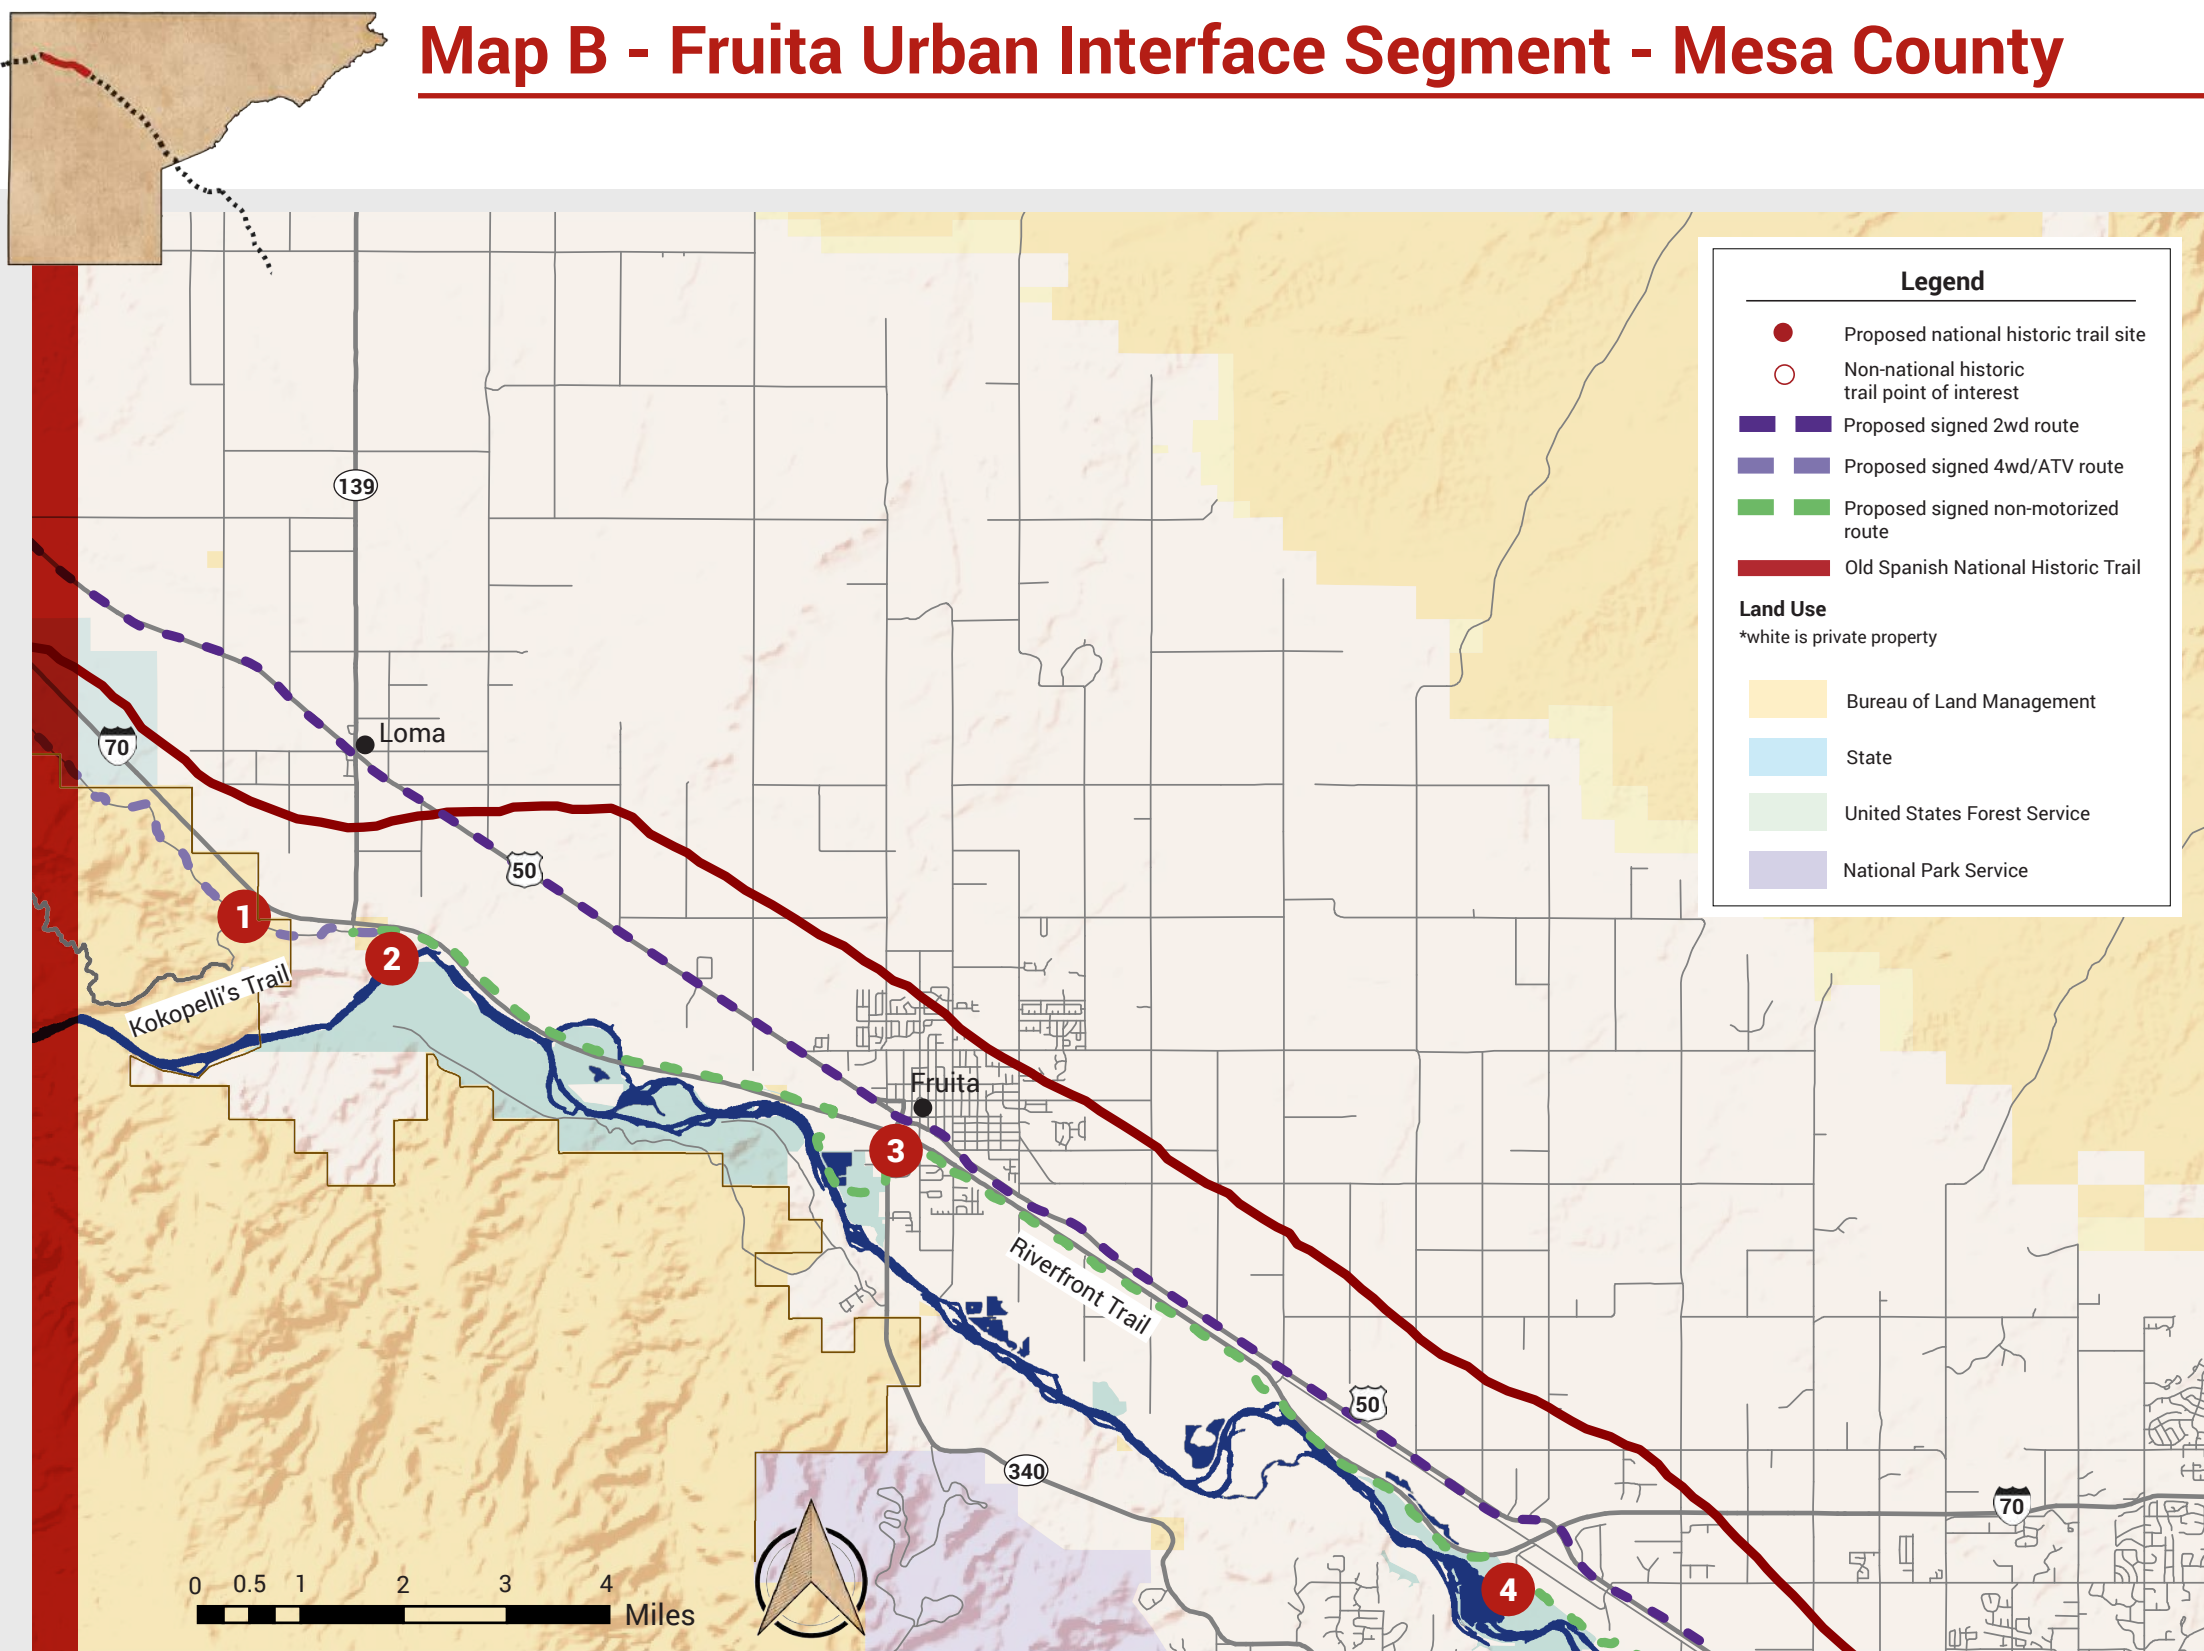 Map B - Fruita Urban Interface Segment - Mesa County
Legend
Proposed national historic trail site
Non-national historic
trail point of interest
Proposed signed 2wd route
Proposed signed 4wd/ATV route
Proposed signed non-motorized
route
Old Spanish National Historic Trail
Land Use
*white is private property
Bureau of Land Management
State
United States Forest Service
National Park Service
139
Loma
70
50
1
2
Kokopelli's Trail
Fruita
3
Riverfront Trail
50
340
70
4
0 0.5 1 2 3 4
Miles